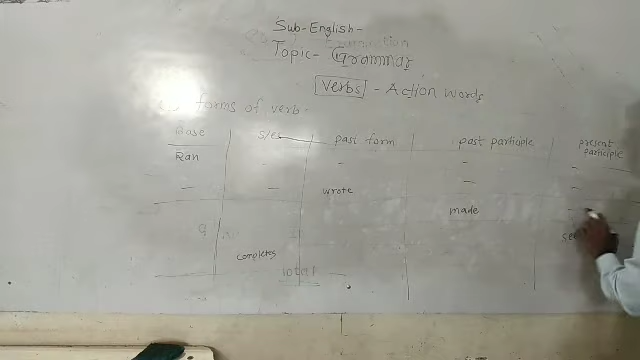 Sub-English-
Topic- Grammar
Verbs - Action words
forms of verb.
Base s/es past form past participle present participle
Ran - - -
- - wrote - -
made -
completes
Total